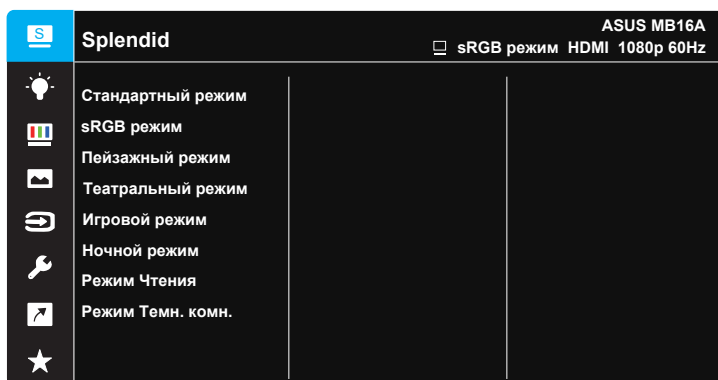 S
Splendid
ASUS MB16A
sRGB режим HDMI 1080p 60Hz
Стандартный режим
sRGB режим
Пейзажный режим
Театральный режим
Игровой режим
Ночной режим
Режим Чтения
Режим Темн. комн.